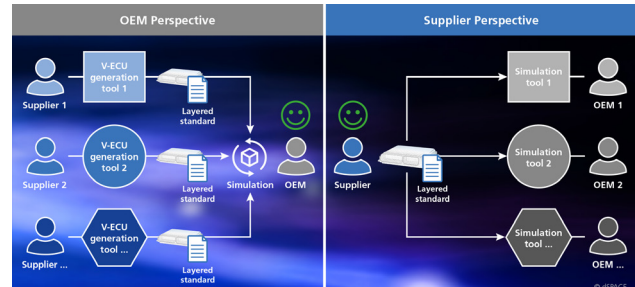 OEM Perspective
Supplier 1
V-ECU
generation
tool 1
Layered
standard
Supplier 2
V-ECU
generation
tool 2
Layered
standard
Simulation
OEM
Supplier ...
V-ECU
generation
tool ...
Layered
standard
Supplier Perspective
Supplier
Layered
standard
Simulation
tool 1
OEM 1
Simulation
tool 2
OEM 2
Simulation
tool ...
OEM ...
© dSPACE